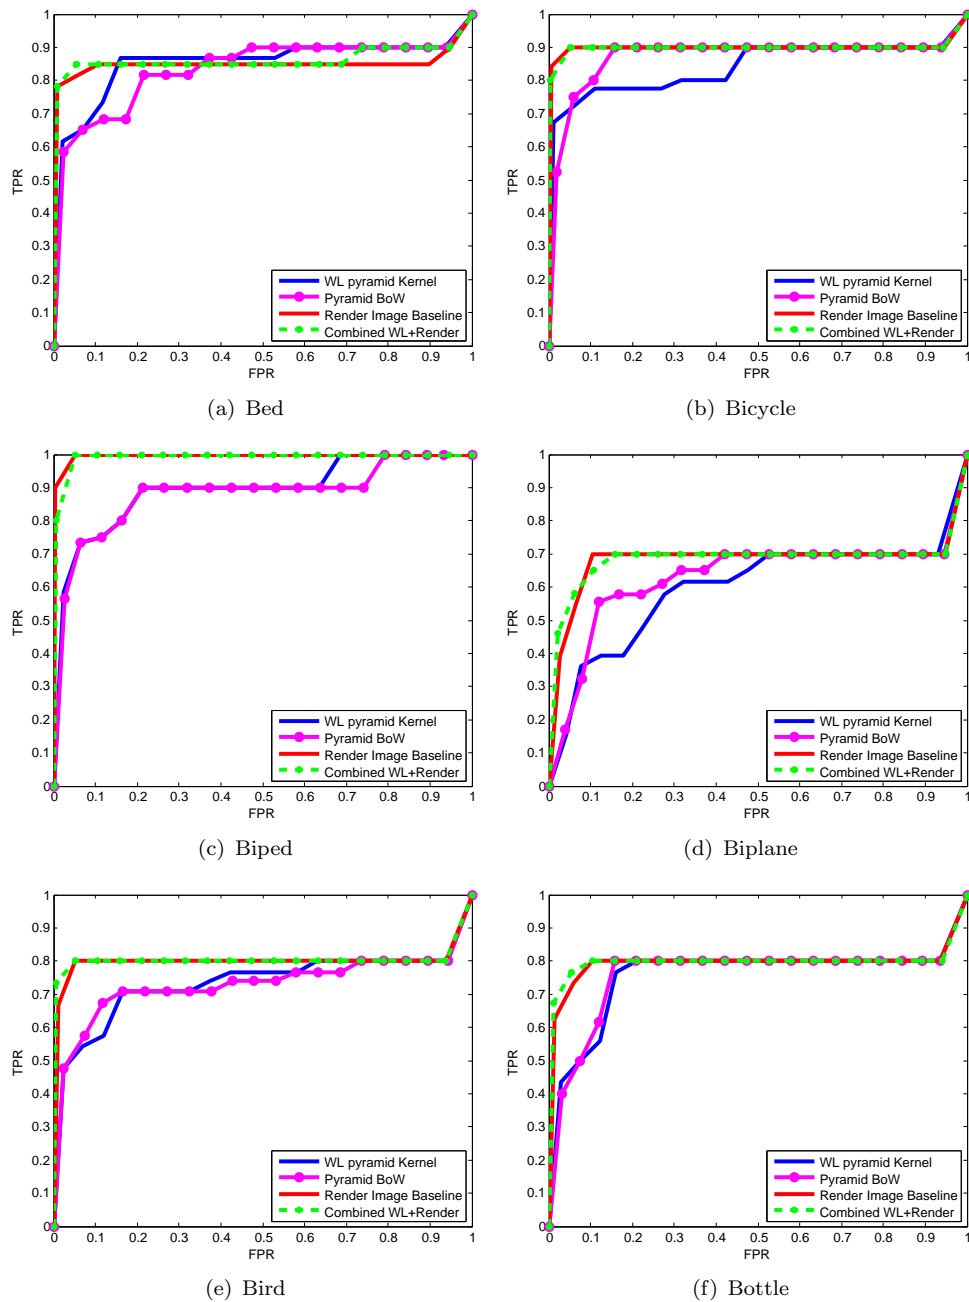 1
0.9
0.8
0.7
0.6
0.5
0.4
0.3
0.2
0.1
0
TPR
0 0.1 0.2 0.3 0.4 0.5 0.6 0.7 0.8 0.9 1
FPR
WL pyramid Kernel
Pyramid BoW
Render Image Baseline
Combined WL+Render
(a) Bed
1
0.9
0.8
0.7
0.6
0.5
0.4
0.3
0.2
0.1
0
TPR
0 0.1 0.2 0.3 0.4 0.5 0.6 0.7 0.8 0.9 1
FPR
WL pyramid Kernel
Pyramid BoW
Render Image Baseline
Combined WL+Render
(b) Bicycle
1
0.9
0.8
0.7
0.6
0.5
0.4
0.3
0.2
0.1
0
TPR
0 0.1 0.2 0.3 0.4 0.5 0.6 0.7 0.8 0.9 1
FPR
WL pyramid Kernel
Pyramid BoW
Render Image Baseline
Combined WL+Render
(c) Biped
1
0.9
0.8
0.7
0.6
0.5
0.4
0.3
0.2
0.1
0
TPR
0 0.1 0.2 0.3 0.4 0.5 0.6 0.7 0.8 0.9 1
FPR
WL pyramid Kernel
Pyramid BoW
Render Image Baseline
Combined WL+Render
(d) Biplane
1
0.9
0.8
0.7
0.6
0.5
0.4
0.3
0.2
0.1
0
TPR
0 0.1 0.2 0.3 0.4 0.5 0.6 0.7 0.8 0.9 1
FPR
WL pyramid Kernel
Pyramid BoW
Render Image Baseline
Combined WL+Render
(e) Bird
1
0.9
0.8
0.7
0.6
0.5
0.4
0.3
0.2
0.1
0
TPR
0 0.1 0.2 0.3 0.4 0.5 0.6 0.7 0.8 0.9 1
FPR
WL pyramid Kernel
Pyramid BoW
Render Image Baseline
Combined WL+Render
(f) Bottle